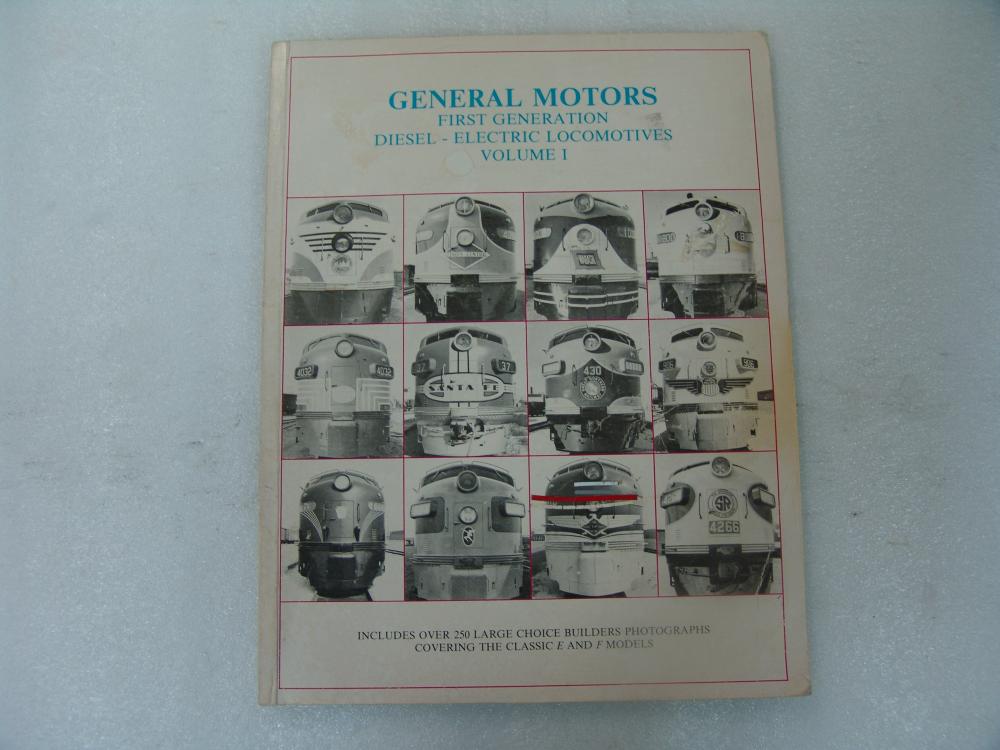 GENERAL MOTORS
FIRST GENERATION
DIESEL - ELECTRIC LOCOMOTIVES
VOLUME I
4032
4032
37
37
SANTA FE
430
SR
4266
INCLUDES OVER 250 LARGE CHOICE BUILDERS PHOTOGRAPHS
COVERING THE CLASSIC E AND F MODELS